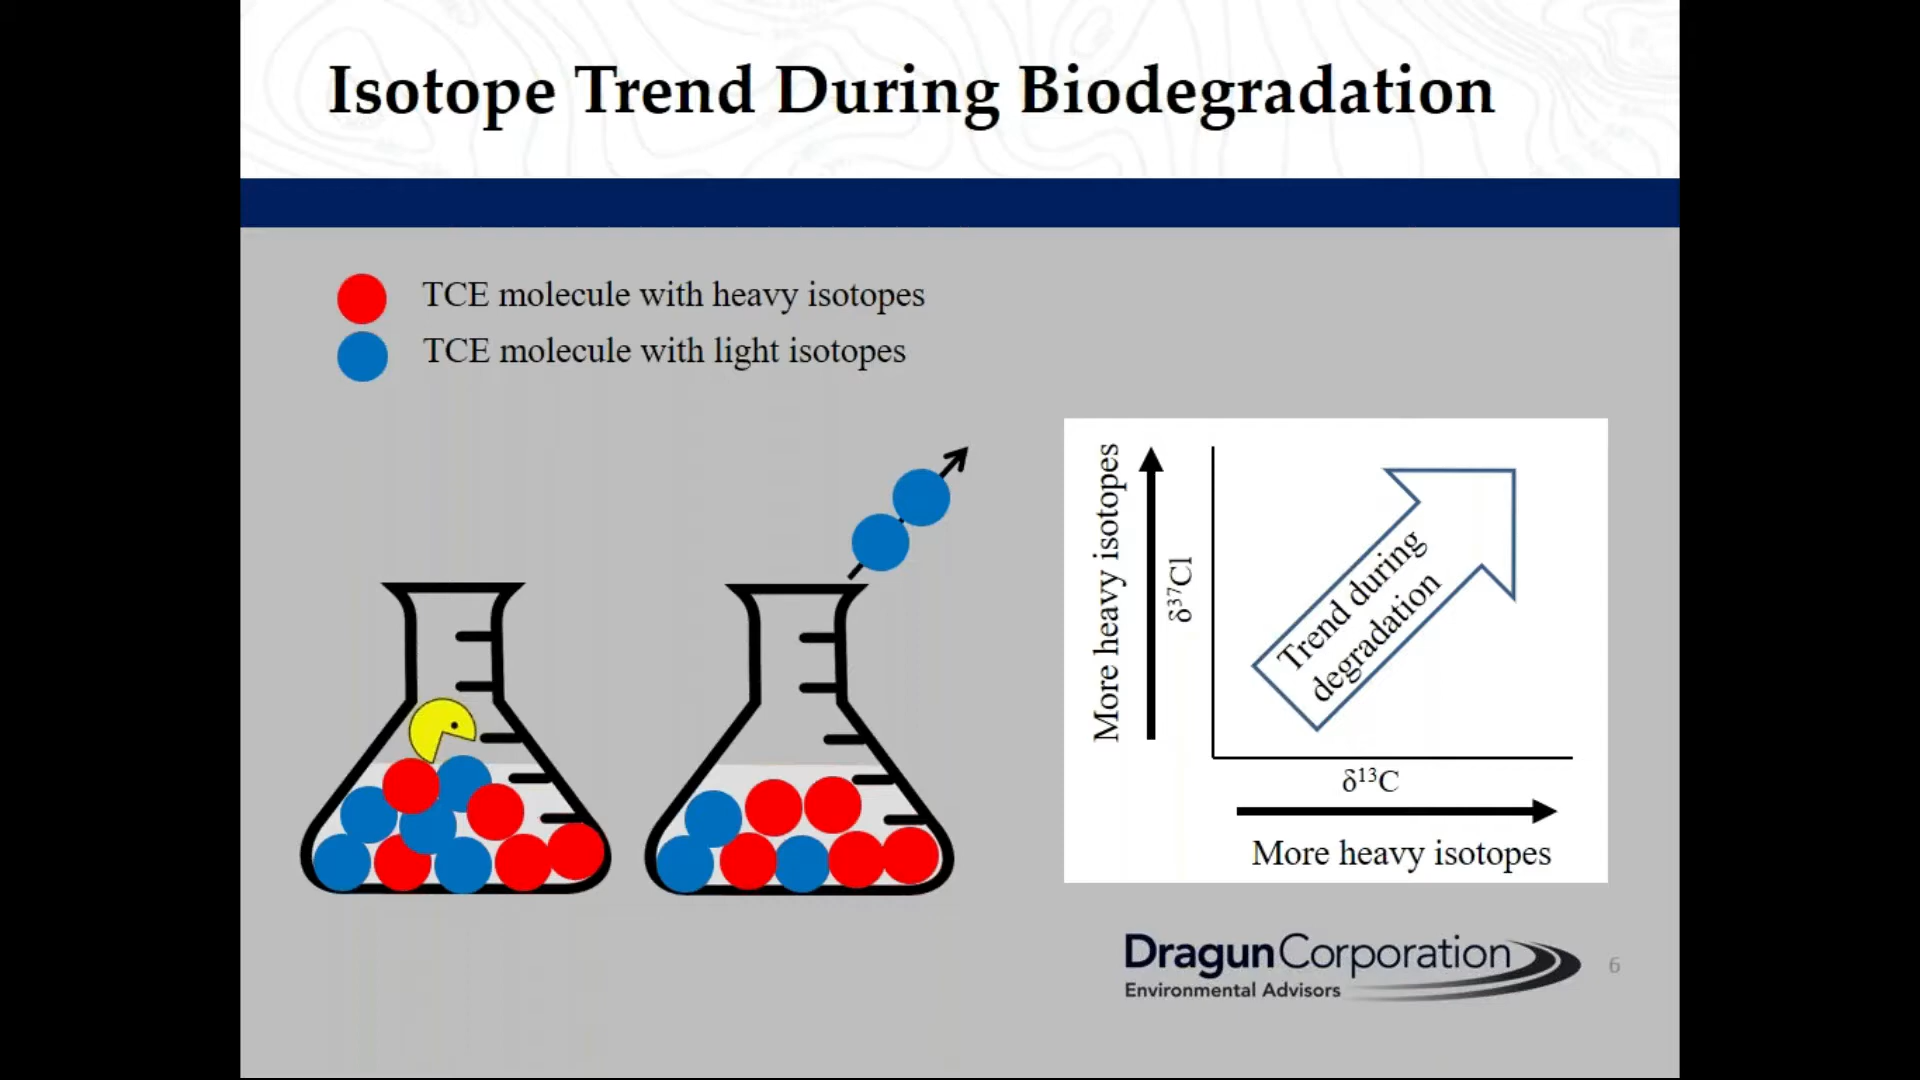 Isotope Trend During Biodegradation
TCE molecule with heavy isotopes
TCE molecule with light isotopes
More heavy isotopes
δ³⁷Cl
Trend during
degradation
δ¹³C
More heavy isotopes
DragunCorporation
Environmental Advisors
6